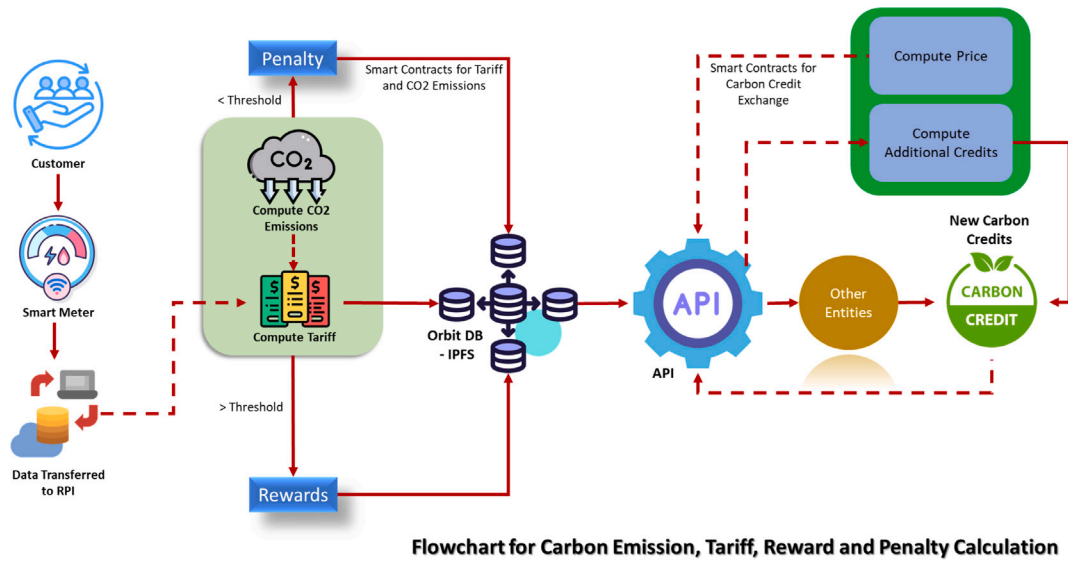 Customer
Smart Meter
Data Transferred
to RPI
Penalty
< Threshold
CO2
Compute CO2
Emissions
$
$
$
Compute Tariff
> Threshold
Rewards
Smart Contracts for Tariff
and CO2 Emissions
Orbit DB
- IPFS
Smart Contracts for
Carbon Credit
Exchange
API
API
Compute Price
Compute
Additional Credits
Other
Entities
New Carbon
Credits
CARBON
CREDIT
Flowchart for Carbon Emission, Tariff, Reward and Penalty Calculation